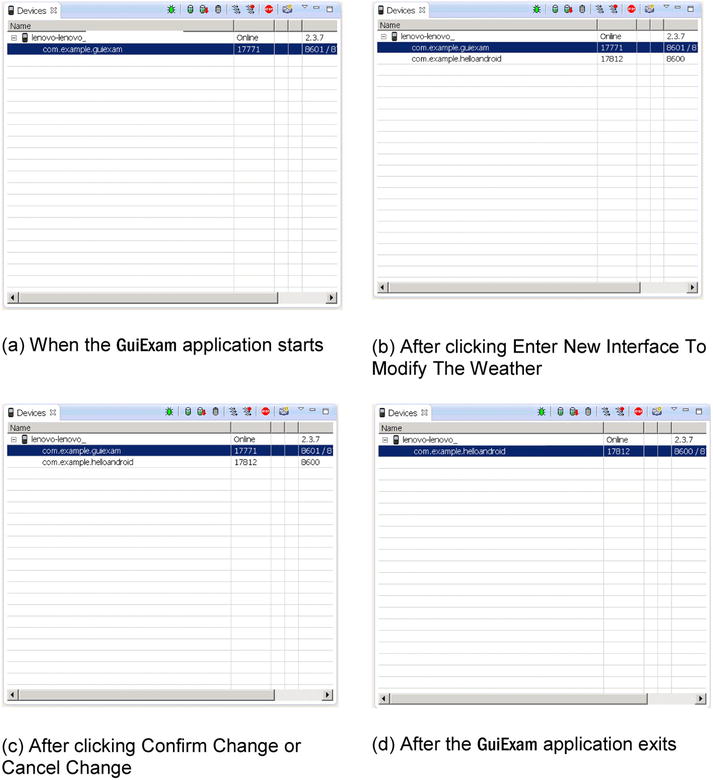 Devices
Name
lenovo-lenovo_ Online 2.3.7
com.example.guiexam 17771 8601 / 8
(a) When the GuiExam application starts
Devices
Name
lenovo-lenovo_ Online 2.3.7
com.example.guiexam 17771 8601 / 8
com.example.helloandroid 17812 8600
(b) After clicking Enter New Interface To
Modify The Weather
Devices
Name
lenovo-lenovo_ Online 2.3.7
com.example.guiexam 17771 8601 / 8
com.example.helloandroid 17812 8600
(c) After clicking Confirm Change or
Cancel Change
Devices
Name
lenovo-lenovo_ Online 2.3.7
com.example.helloandroid 17812 8600 / 8
(d) After the GuiExam application exits